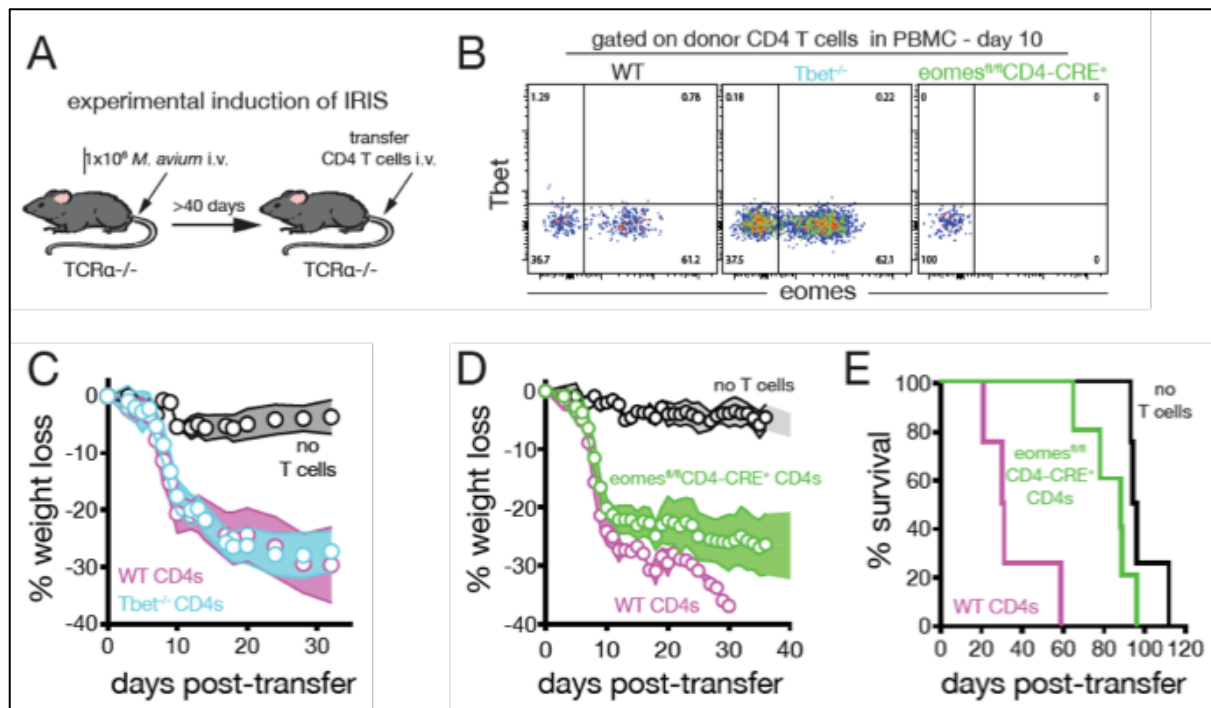 A
experimental induction of IRIS
1x10⁶ M. avium i.v.
transfer
CD4 T cells i.v.
>40 days
TCRα-/-
TCRα-/-
B
gated on donor CD4 T cells in PBMC - day 10
WT
Tbet-/-
eomesfl/flCD4-CRE+
Tbet
1.29
0.76
36.7
61.2
0.18
0.22
37.5
62.1
0
0
100
0
eomes
C
% weight loss
0
-10
-20
-30
-40
no
T cells
WT CD4s
Tbet-/- CD4s
0
10
20
30
days post-transfer
D
% weight loss
0
-10
-20
-30
-40
no T cells
eomesfl/flCD4-CRE+ CD4s
WT CD4s
0
10
20
30
40
days post-transfer
E
% survival
100
80
60
40
20
0
no
T cells
eomesfl/fl
CD4-CRE+
CD4s
WT CD4s
0
20
40
60
80
100
120
days post-transfer